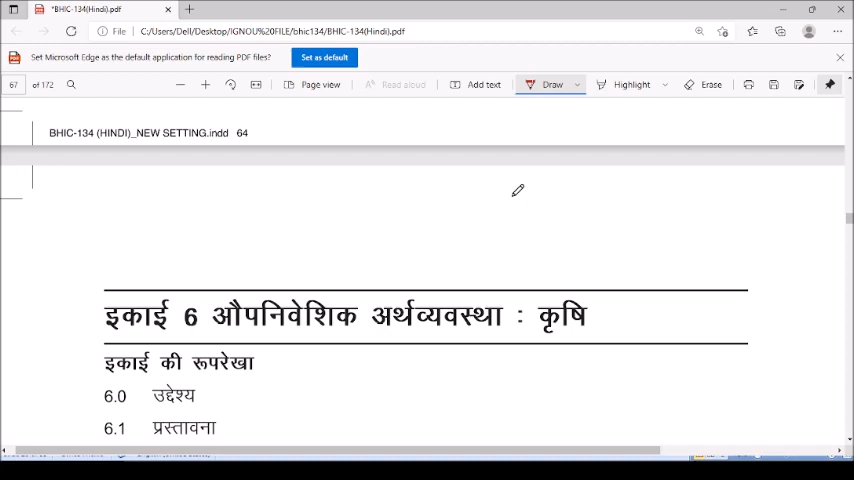 *BHIC-134(Hindi).pdf
File C:/Users/Dell/Desktop/IGNOU%20FILE/bhic134/BHIC-134(Hindi).pdf
Set Microsoft Edge as the default application for reading PDF files? Set as default
67 of 172 Page view Read aloud Add text Draw Highlight Erase
BHIC-134 (HINDI)_NEW SETTING.indd 64
इकाई 6 औपनिवेशिक अर्थव्यवस्था : कृषि
इकाई की रूपरेखा
6.0 उद्देश्य
6.1 प्रस्तावना